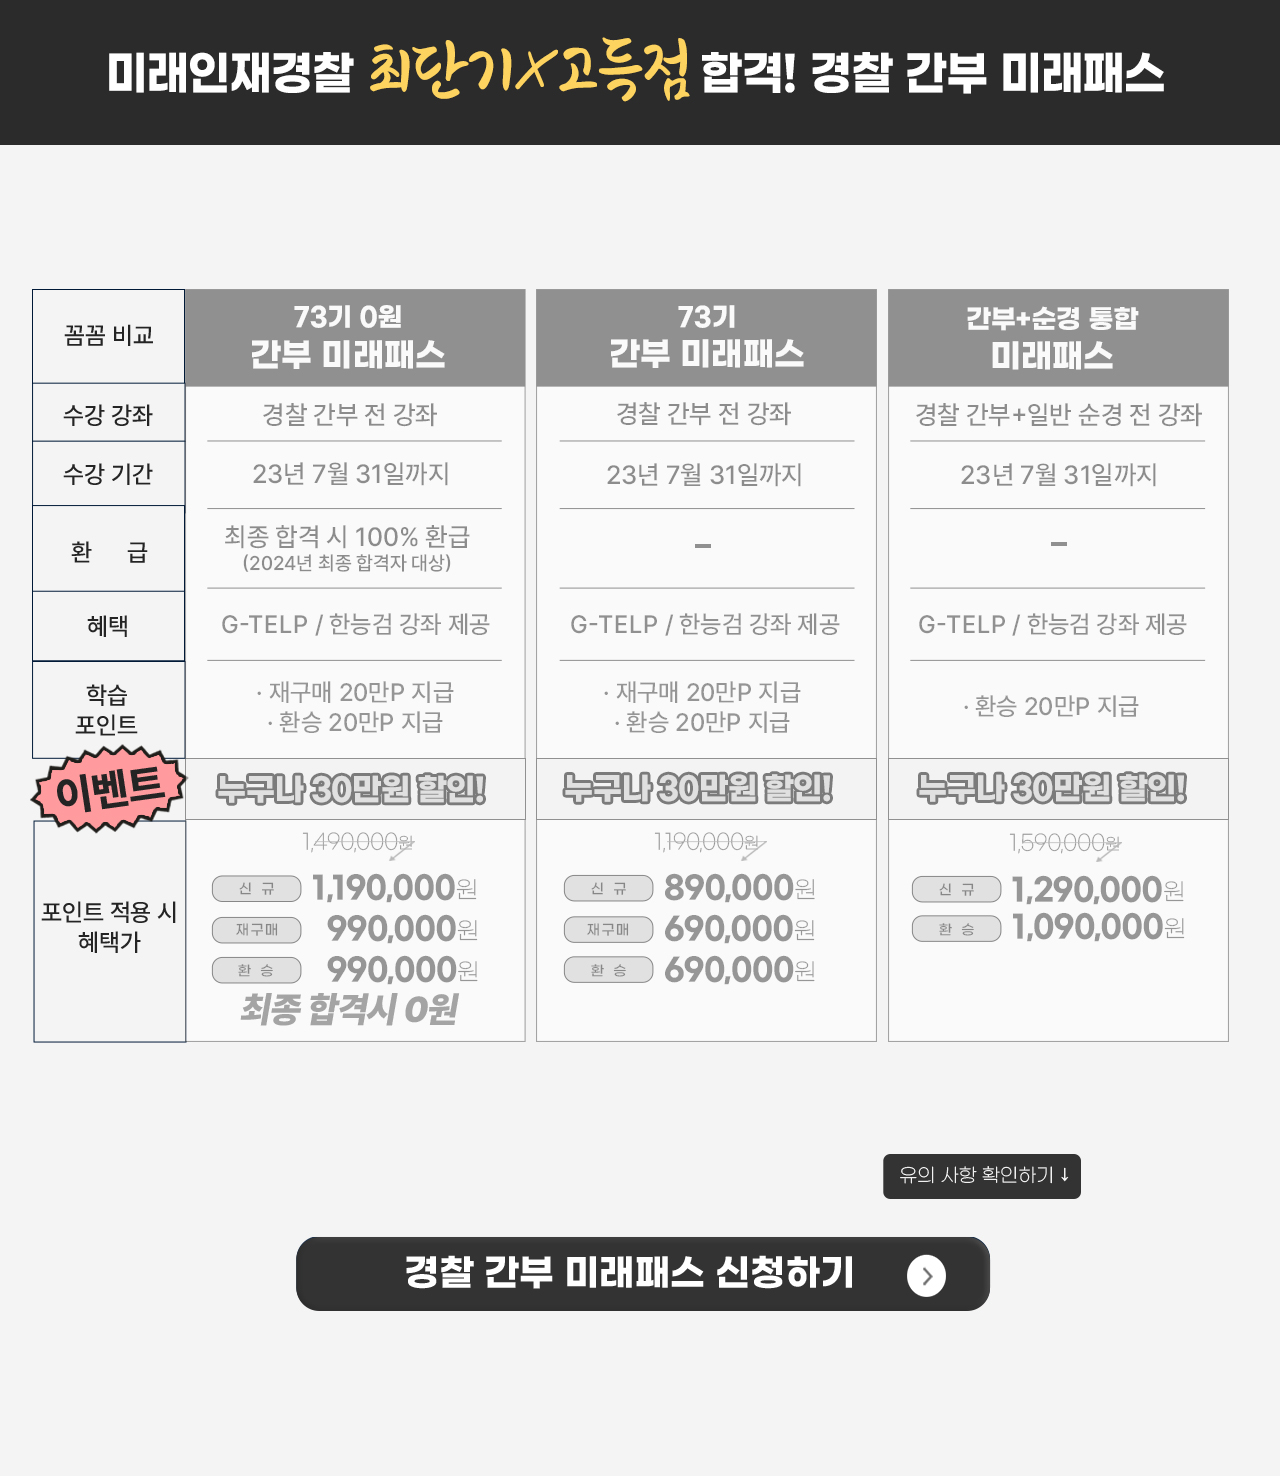 미래인재경찰 최단기X고득점 합격! 경찰 간부 미래패스
꼼꼼 비교
73기 0원
간부 미래패스
73기
간부 미래패스
간부+순경 통합
미래패스
수강 강좌
경찰 간부 전 강좌
경찰 간부 전 강좌
경찰 간부+일반 순경 전 강좌
수강 기간
23년 7월 31일까지
23년 7월 31일까지
23년 7월 31일까지
환 급
최종 합격 시 100% 환급
(2024년 최종 합격자 대상)
-
-
혜택
G-TELP / 한능검 강좌 제공
G-TELP / 한능검 강좌 제공
G-TELP / 한능검 강좌 제공
학습
포인트
· 재구매 20만P 지급
· 환승 20만P 지급
· 재구매 20만P 지급
· 환승 20만P 지급
· 환승 20만P 지급
이벤트
누구나 30만원 할인!
누구나 30만원 할인!
누구나 30만원 할인!
포인트 적용 시
혜택가
1,490,000원
신 규 1,190,000원
재구매 990,000원
환 승 990,000원
최종 합격시 0원
1,190,000원
신 규 890,000원
재구매 690,000원
환 승 690,000원
1,590,000원
신 규 1,290,000원
환 승 1,090,000원
유의 사항 확인하기 ↓
경찰 간부 미래패스 신청하기